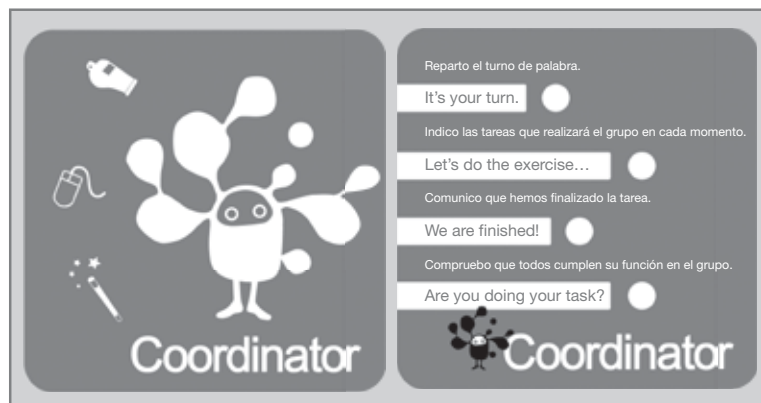 Coordinator
Reparto el turno de palabra.
It's your turn.
Indico las tareas que realizará el grupo en cada momento.
Let's do the exercise…
Comunico que hemos finalizado la tarea.
We are finished!
Compruebo que todos cumplen su función en el grupo.
Are you doing your task?
Coordinator